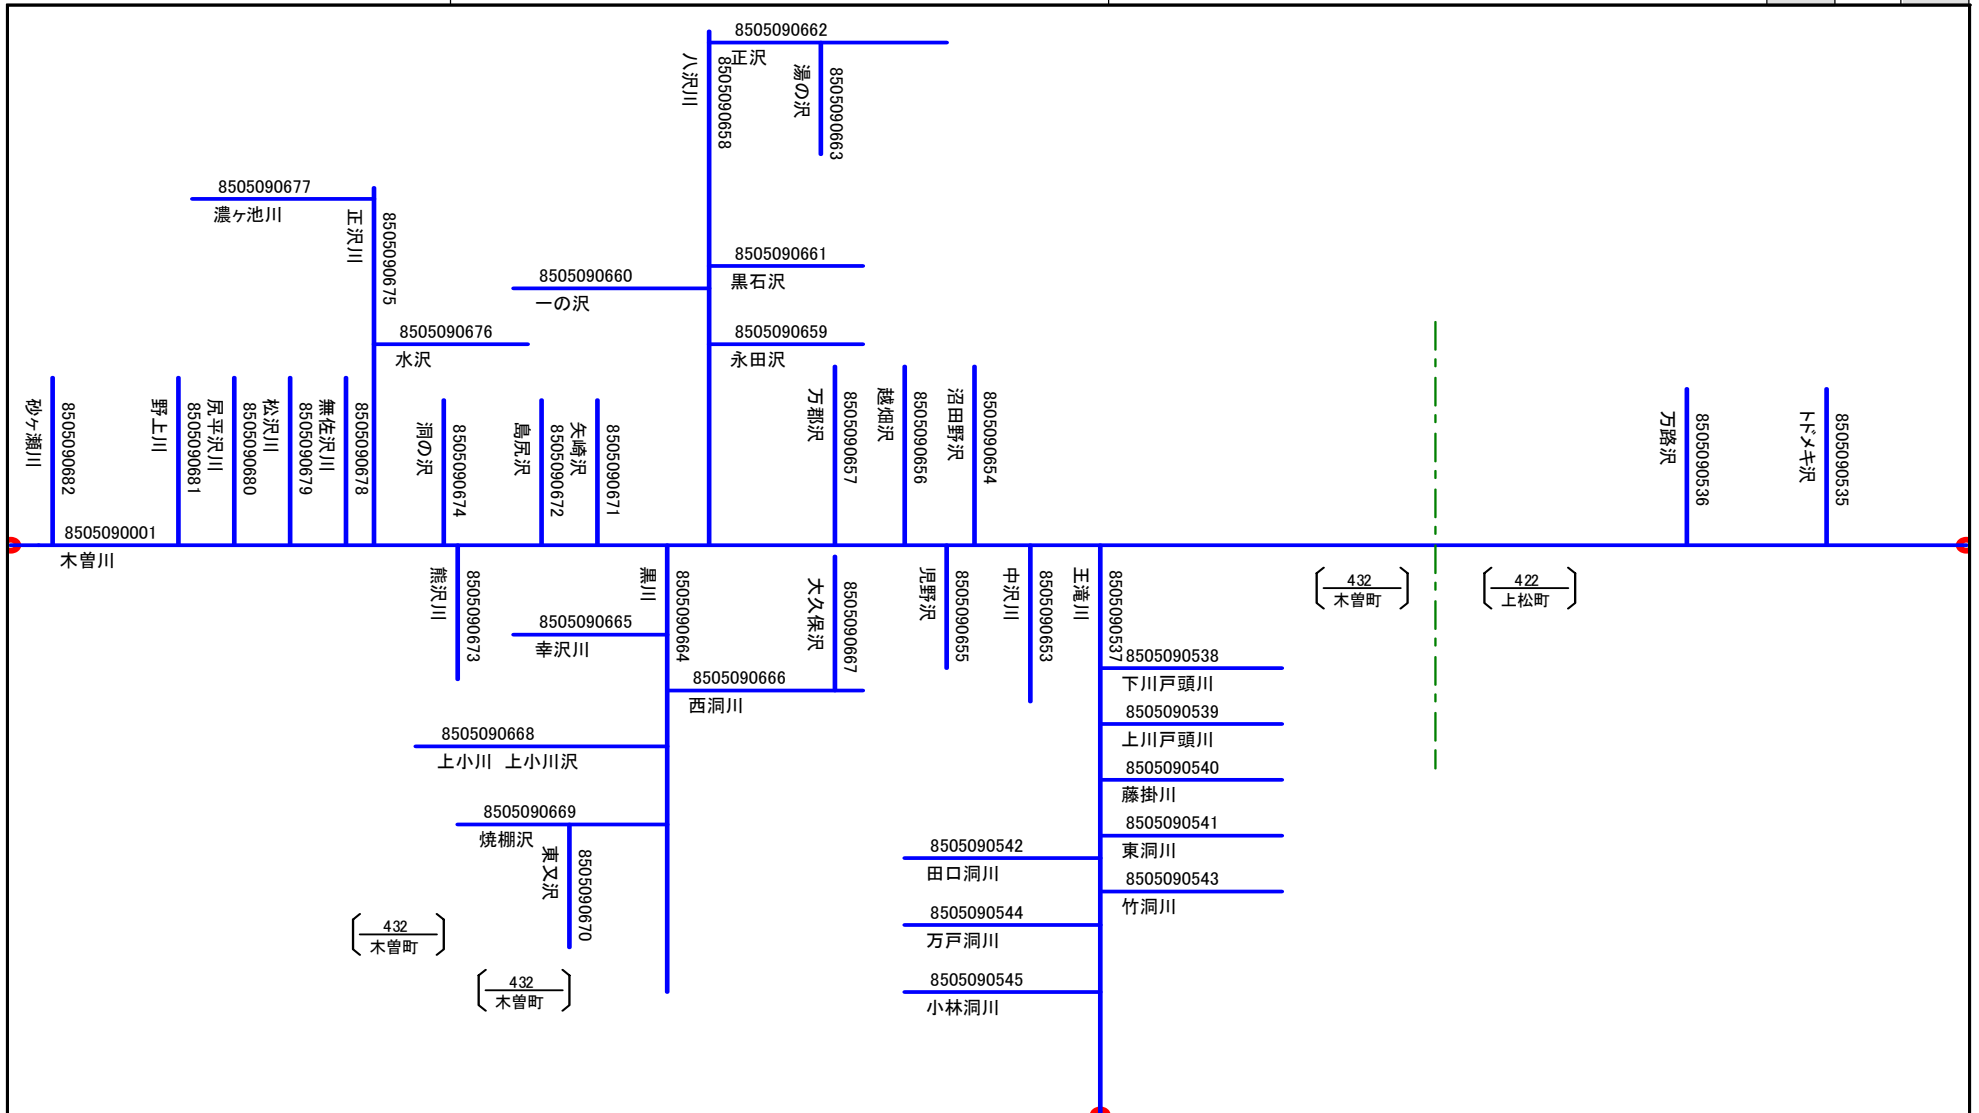 8505090662
正沢
八沢川
8505090658
湯の沢
8505090663
8505090677
濃ヶ池川
正沢川
8505090675
8505090661
黒石沢
8505090660
一の沢
8505090676
水沢
8505090659
永田沢
砂ヶ瀬川
8505090682
野上川
8505090681
尻平沢川
8505090680
松沢川
8505090679
無佐沢川
8505090678
洞の沢
8505090674
島尻沢
8505090672
矢崎沢
8505090671
万郡沢
8505090657
越畑沢
8505090656
沼田野沢
8505090654
万路沢
8505090536
トドメキ沢
8505090535
8505090001
木曽川
熊沢川
8505090673
黒川
8505090664
大久保沢
8505090667
児野沢
8505090655
中沢川
8505090653
王滝川
8505090537
432
木曽町
422
上松町
8505090665
幸沢川
8505090666
西洞川
8505090538
下川戸頭川
8505090539
上川戸頭川
8505090668
上小川 上小川沢
8505090540
藤掛川
8505090669
焼棚沢
東又沢
8505090670
8505090541
東洞川
8505090542
田口洞川
8505090543
竹洞川
8505090544
万戸洞川
432
木曽町
432
木曽町
8505090545
小林洞川